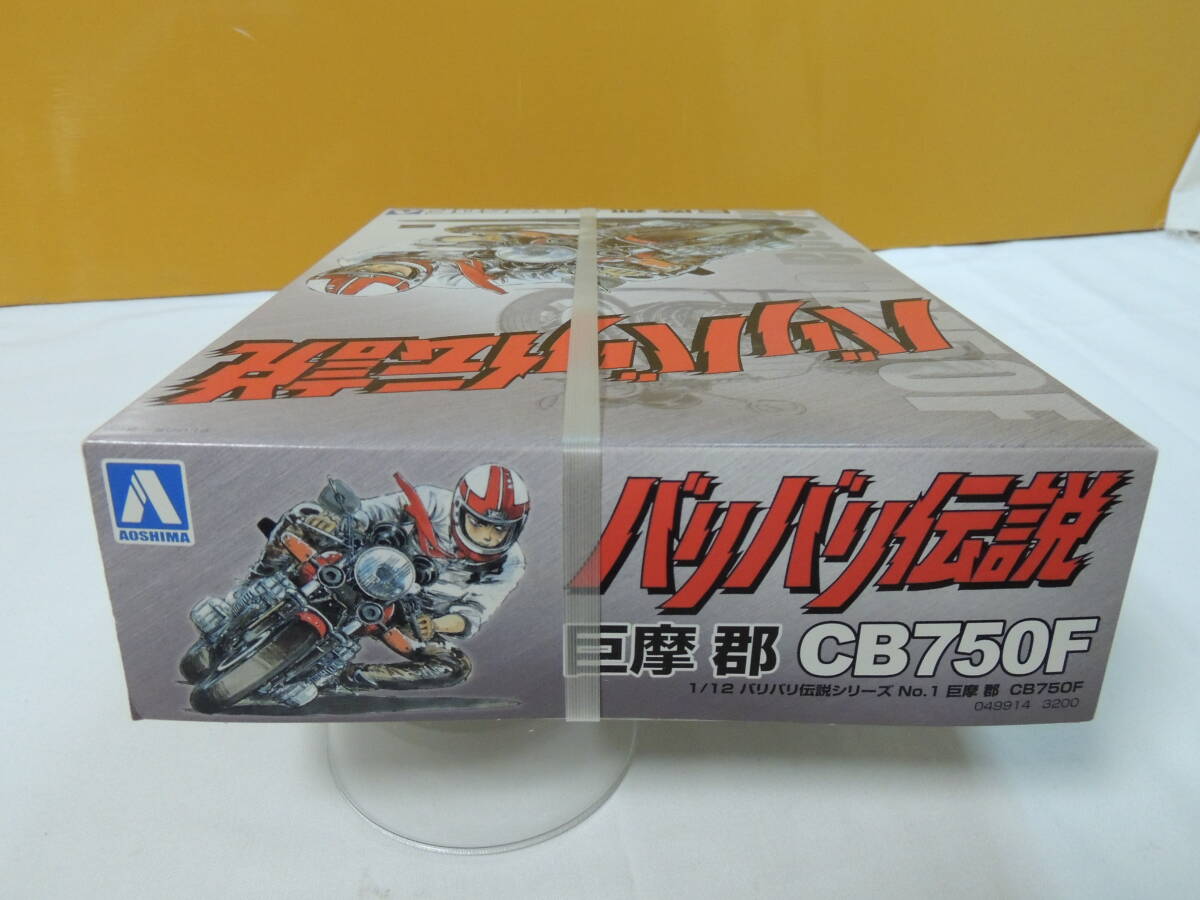 バリバリ伝説
0F
AOSHIMA
バリバリ伝説
巨摩 郡 CB750F
1/12 バリバリ伝説シリーズ No.1 巨摩 郡 CB750F
049914 3200